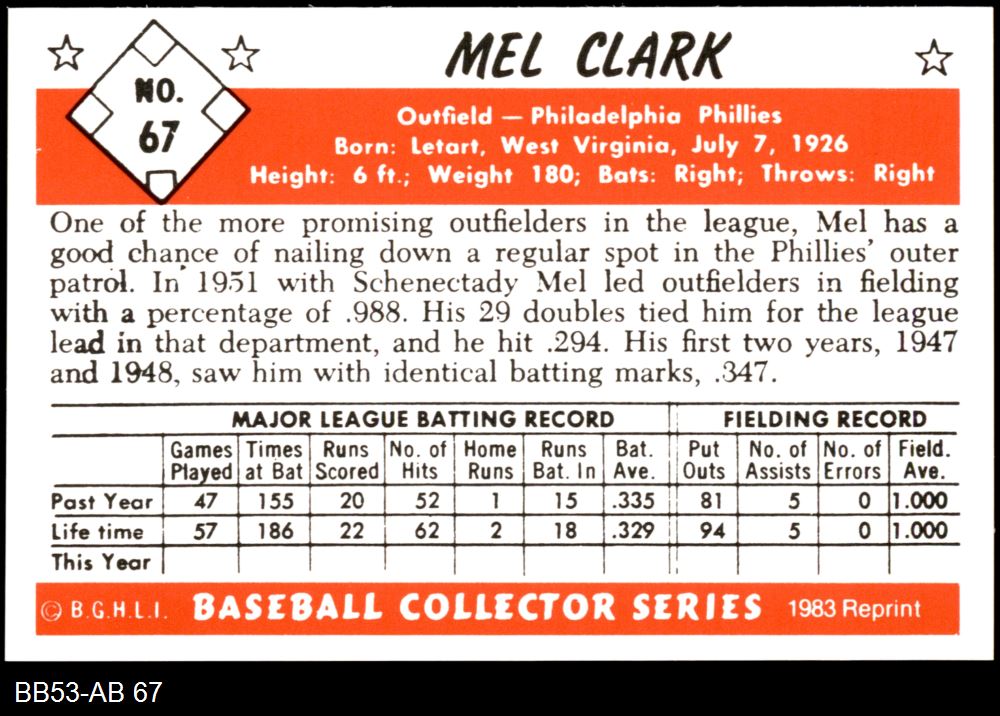 MEL CLARK
NO.
67
Outfield — Philadelphia Phillies
Born: Letart, West Virginia, July 7, 1926
Height: 6 ft.; Weight 180; Bats: Right; Throws: Right
One of the more promising outfielders in the league, Mel has a
good chance of nailing down a regular spot in the Phillies' outer
patrol. In 1951 with Schenectady Mel led outfielders in fielding
with a percentage of .988. His 29 doubles tied him for the league
lead in that department, and he hit .294. His first two years, 1947
and 1948, saw him with identical batting marks, .347.
MAJOR LEAGUE BATTING RECORD FIELDING RECORD
Games Times Runs No. of Home Runs Bat. Put No. of No. of Field.
Played at Bat Scored Hits Runs Bat. In Ave. Outs Assists Errors Ave.
Past Year 47 155 20 52 1 15 .335 81 5 0 1.000
Life time 57 186 22 62 2 18 .329 94 5 0 1.000
This Year
© B.G.H.L.I. BASEBALL COLLECTOR SERIES 1983 Reprint
BB53-AB 67